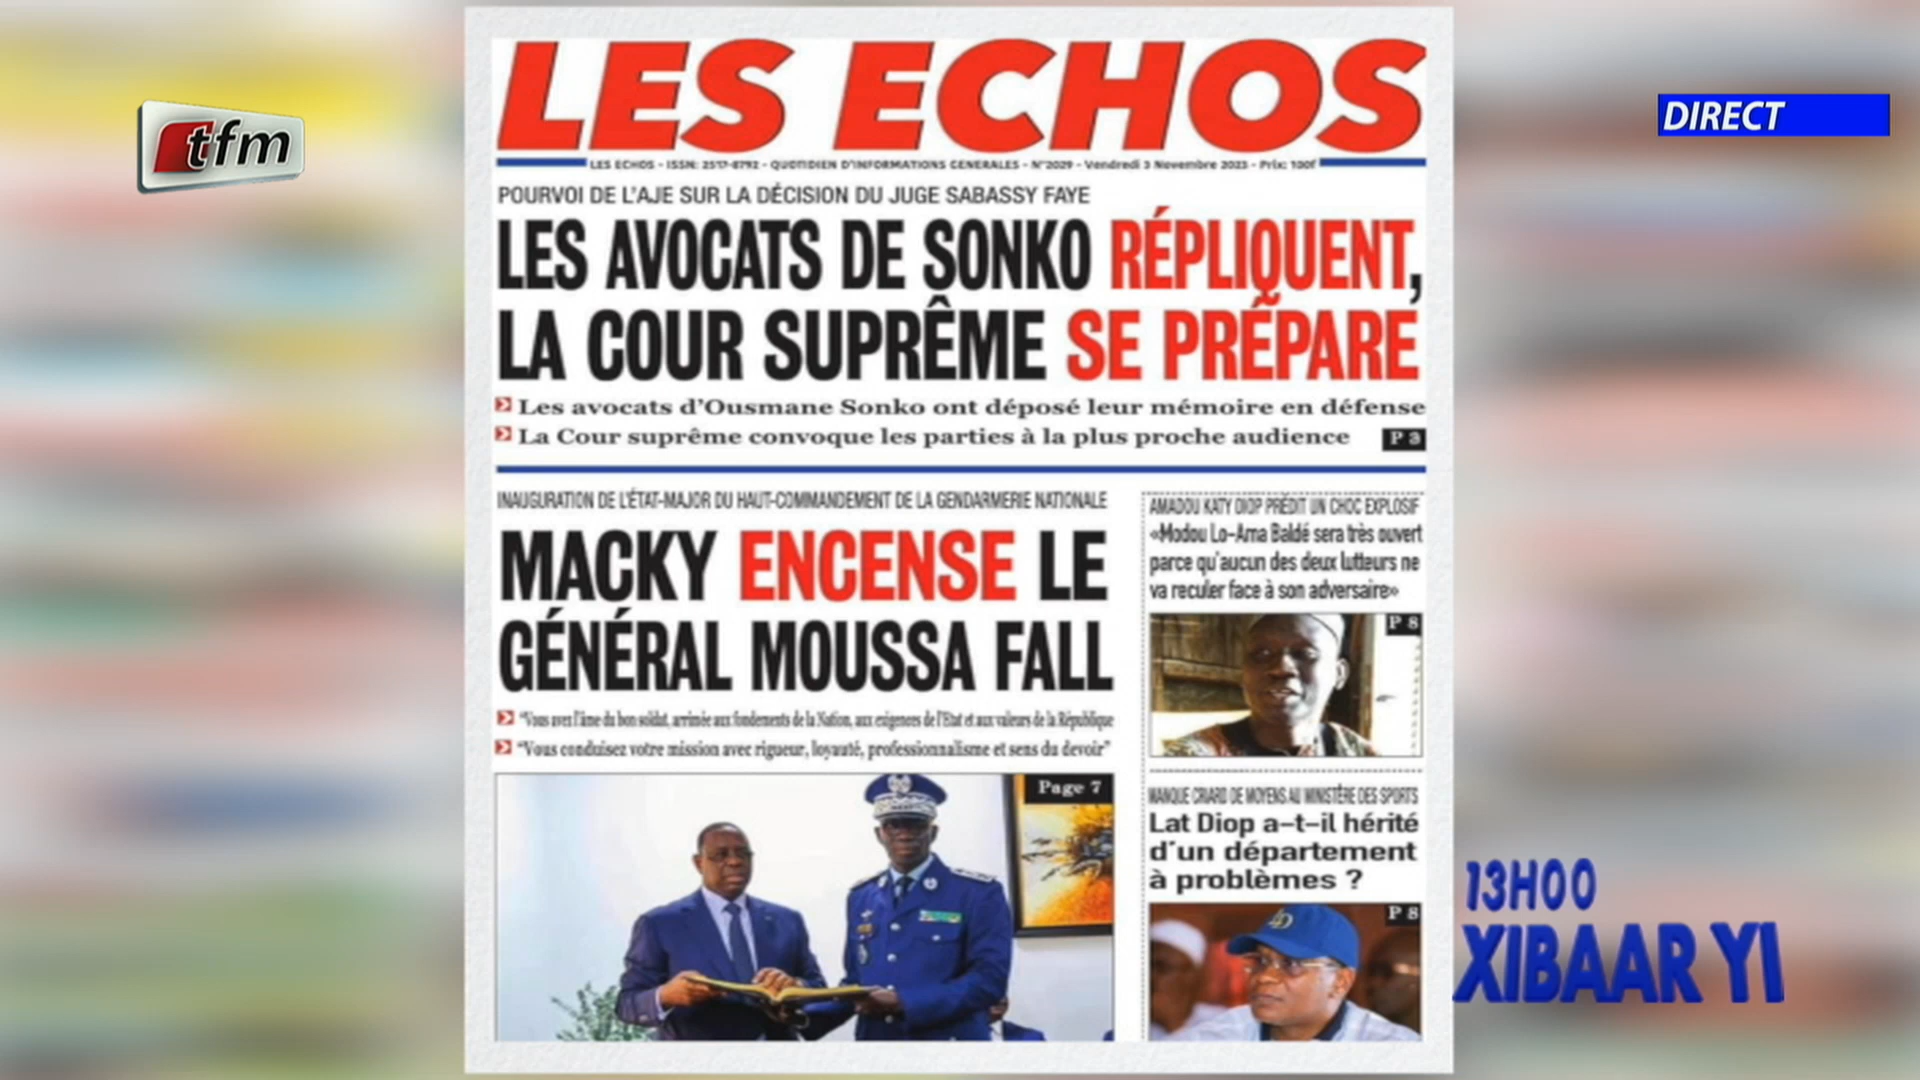 tfm
DIRECT
LES ECHOS
LES ECHOS - ISSN: 2517-8792 - QUOTIDIEN D'INFORMATIONS GENERALES - N°2029 - Vendredi 3 Novembre 2023 - Prix: 100f
POURVOI DE L'AJE SUR LA DÉCISION DU JUGE SABASSY FAYE
LES AVOCATS DE SONKO RÉPLIQUENT,
LA COUR SUPRÊME SE PRÉPARE
Les avocats d'Ousmane Sonko ont déposé leur mémoire en défense
La Cour suprême convoque les parties à la plus proche audience P 3
INAUGURATION DE L'ÉTAT-MAJOR DU HAUT-COMMANDEMENT DE LA GENDARMERIE NATIONALE
MACKY ENCENSE LE
GÉNÉRAL MOUSSA FALL
"Vous avez l'âme du bon soldat, arrimée aux fondements de la Nation, aux exigences de l'Etat et aux valeurs de la République
"Vous conduisez votre mission avec rigueur, loyauté, professionnalisme et sens du devoir"
Page 7
AMADOU KATY DIOP PRÉDIT UN CHOC EXPLOSIF
«Modou Lo-Ama Baldé sera très ouvert
parce qu'aucun des deux lutteurs ne
va reculer face à son adversaire»
P 8
MANQUE CRIARD DE MOYENS AU MINISTÈRE DES SPORTS
Lat Diop a-t-il hérité
d'un département
à problèmes ?
P 8
LD
13H00
XIBAAR YI